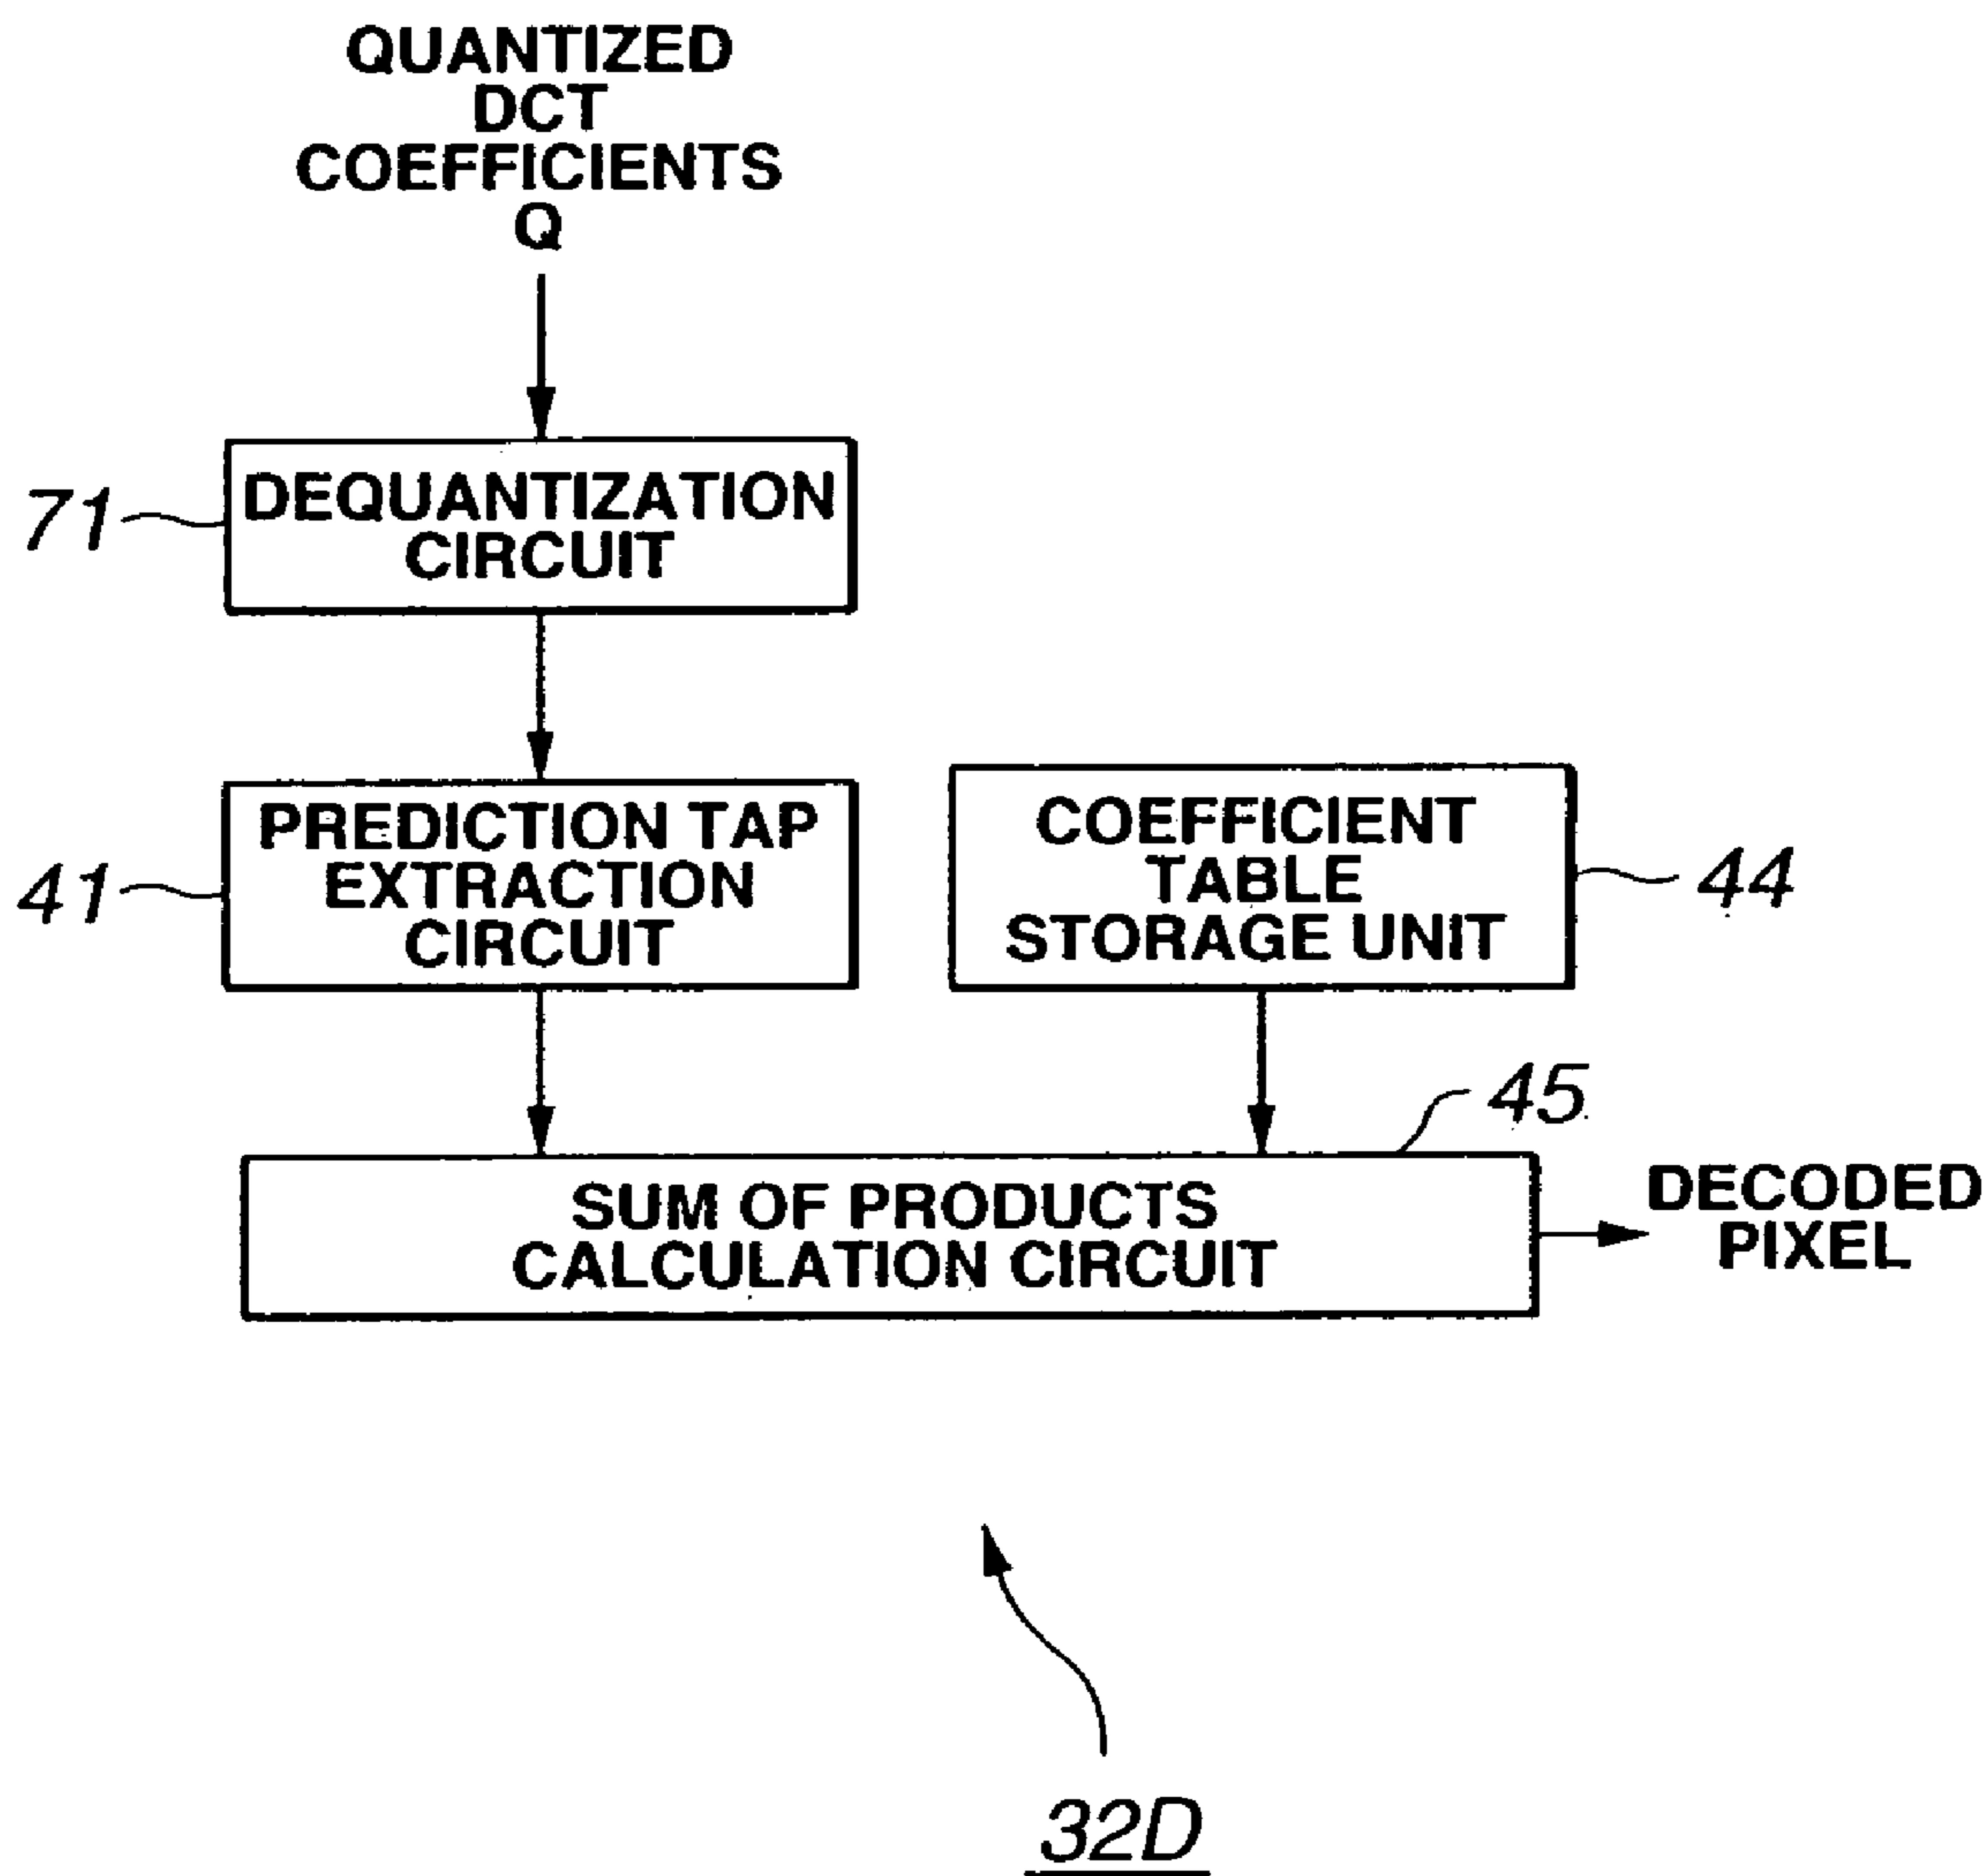 QUANTIZED
DCT
COEFFICIENTS
Q
71
DEQUANTIZATION
CIRCUIT
41
PREDICTION TAP
EXTRACTION
CIRCUIT
COEFFICIENT
TABLE
STORAGE UNIT
44
45
SUM OF PRODUCTS
CALCULATION CIRCUIT
DECODED
PIXEL
32D